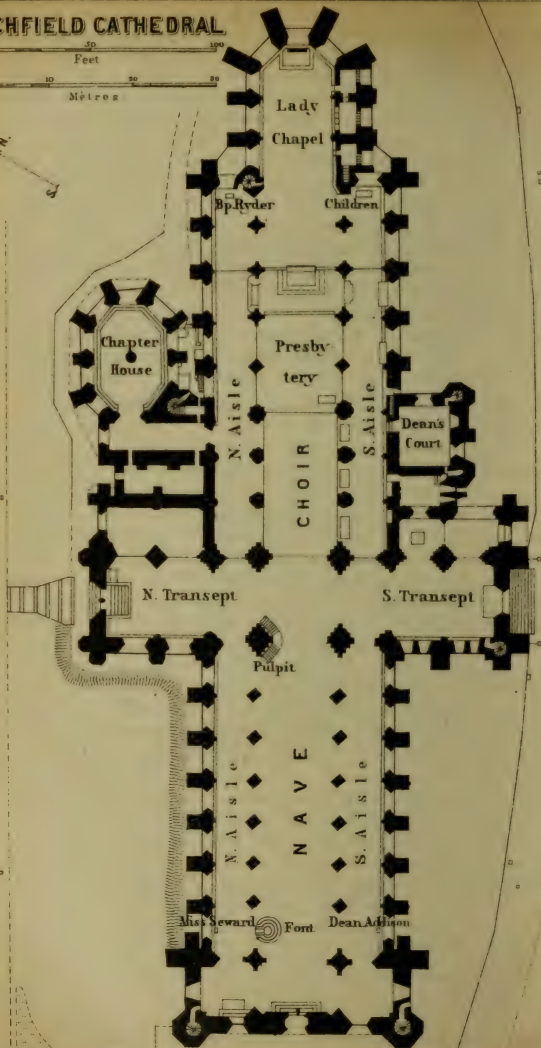 CHFIELD CATHEDRAL
50 100
Feet
10 20 30
Mètres
N.
S.
Lady
Chapel
Bp. Ryder Children
Chapter
House
Presby
tery
Dean's
Court
N. Aisle
S. Aisle
CHOIR
N. Transept S. Transept
Pulpit
NAVE
N. Aisle
S. Aisle
Miss Seward Font Dean Addison